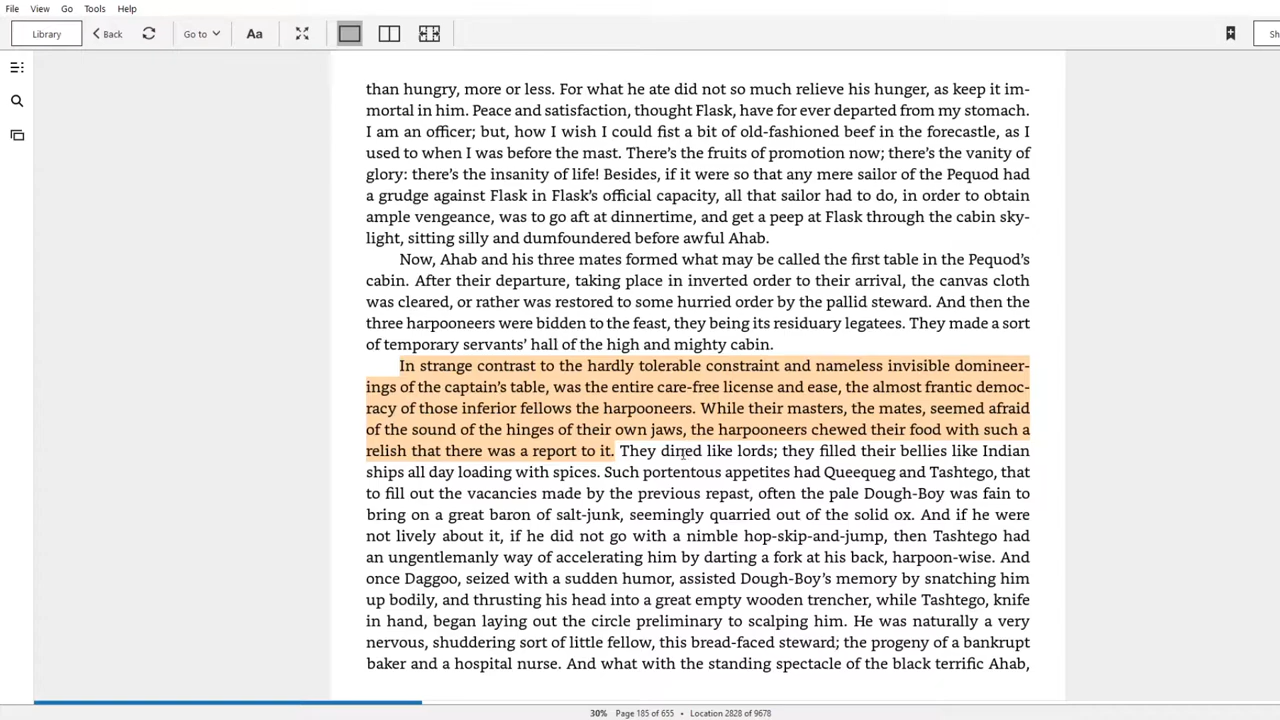 File View Go Tools Help
Library Back Go to Aa
than hungry, more or less. For what he ate did not so much relieve his hunger, as keep it im-
mortal in him. Peace and satisfaction, thought Flask, have for ever departed from my stomach.
I am an officer; but, how I wish I could fist a bit of old-fashioned beef in the forecastle, as I
used to when I was before the mast. There's the fruits of promotion now; there's the vanity of
glory: there's the insanity of life! Besides, if it were so that any mere sailor of the Pequod had
a grudge against Flask in Flask's official capacity, all that sailor had to do, in order to obtain
ample vengeance, was to go aft at dinnertime, and get a peep at Flask through the cabin sky-
light, sitting silly and dumfoundered before awful Ahab.
Now, Ahab and his three mates formed what may be called the first table in the Pequod's
cabin. After their departure, taking place in inverted order to their arrival, the canvas cloth
was cleared, or rather was restored to some hurried order by the pallid steward. And then the
three harpooneers were bidden to the feast, they being its residuary legatees. They made a sort
of temporary servants' hall of the high and mighty cabin.
In strange contrast to the hardly tolerable constraint and nameless invisible domineer-
ings of the captain's table, was the entire care-free license and ease, the almost frantic democ-
racy of those inferior fellows the harpooneers. While their masters, the mates, seemed afraid
of the sound of the hinges of their own jaws, the harpooneers chewed their food with such a
relish that there was a report to it. They dined like lords; they filled their bellies like Indian
ships all day loading with spices. Such portentous appetites had Queequeg and Tashtego, that
to fill out the vacancies made by the previous repast, often the pale Dough-Boy was fain to
bring on a great baron of salt-junk, seemingly quarried out of the solid ox. And if he were
not lively about it, if he did not go with a nimble hop-skip-and-jump, then Tashtego had
an ungentlemanly way of accelerating him by darting a fork at his back, harpoon-wise. And
once Daggoo, seized with a sudden humor, assisted Dough-Boy's memory by snatching him
up bodily, and thrusting his head into a great empty wooden trencher, while Tashtego, knife
in hand, began laying out the circle preliminary to scalping him. He was naturally a very
nervous, shuddering sort of little fellow, this bread-faced steward; the progeny of a bankrupt
baker and a hospital nurse. And what with the standing spectacle of the black terrific Ahab,
30% Page 185 of 655 • Location 2828 of 9678